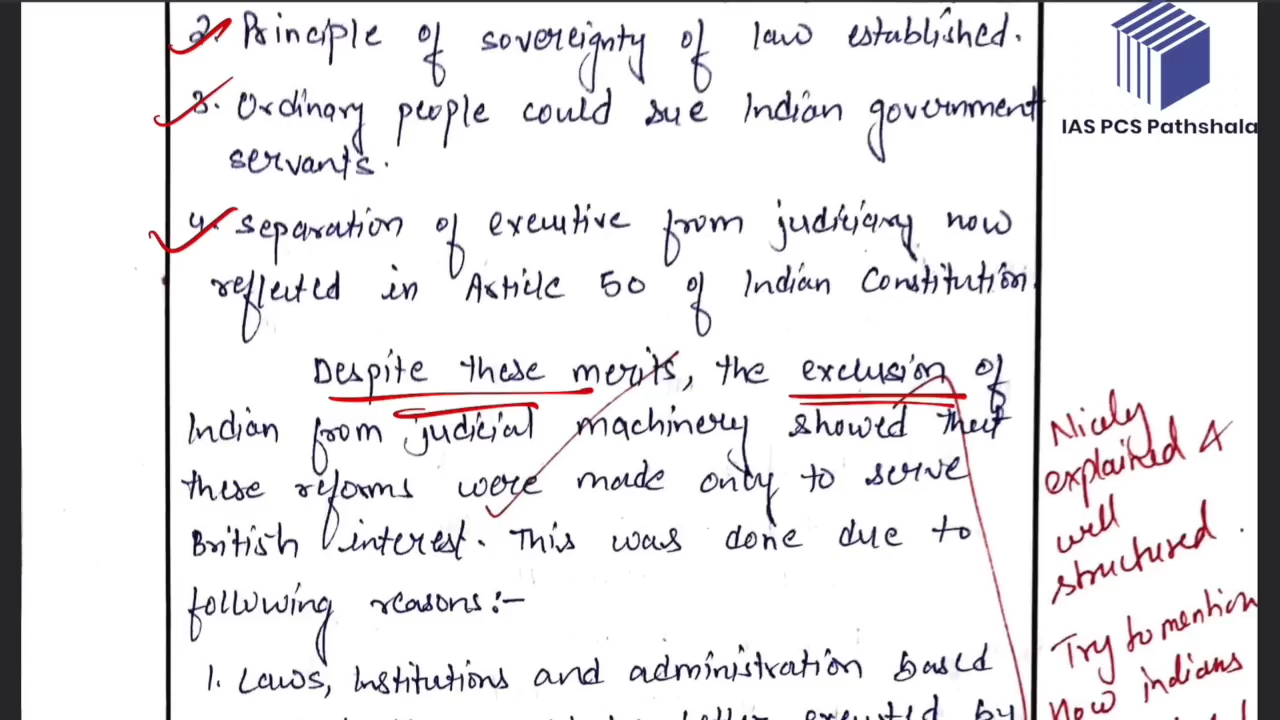 2. Principle of sovereignty of law established.
IAS PCS Pathshala
3. Ordinary people could sue Indian government
servants.
4. separation of executive from judiciary now
reflected in Article 50 of Indian Constitution.
Despite these merits, the exclusion of
Indian from judicial machinery showed that
these reforms were made only to serve
British interest. This was done due to
following reasons:-
1. Laws, Institutions and administration based
executed by
Nicely
explained &
well
structured.
Try to mention
how indians